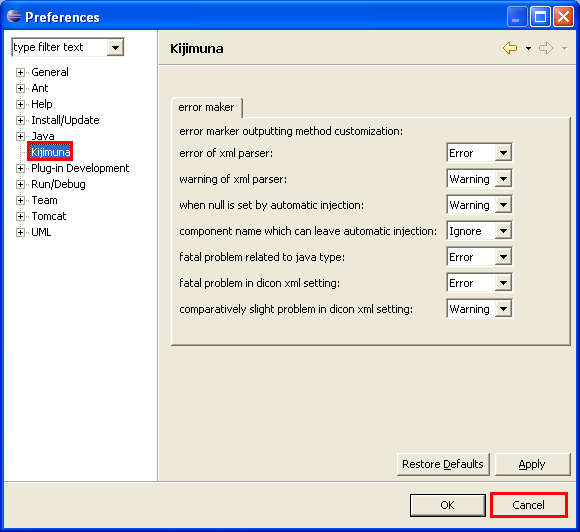 Preferences
type filter text
General
Ant
Help
Install/Update
Java
Kijimuna
Plug-in Development
Run/Debug
Team
Tomcat
UML
Kijimuna
error maker
error marker outputting method customization:
error of xml parser: Error
warning of xml parser: Warning
when null is set by automatic injection: Warning
component name which can leave automatic injection: Ignore
fatal problem related to java type: Error
fatal problem in dicon xml setting: Error
comparatively slight problem in dicon xml setting: Warning
Restore Defaults Apply
OK Cancel